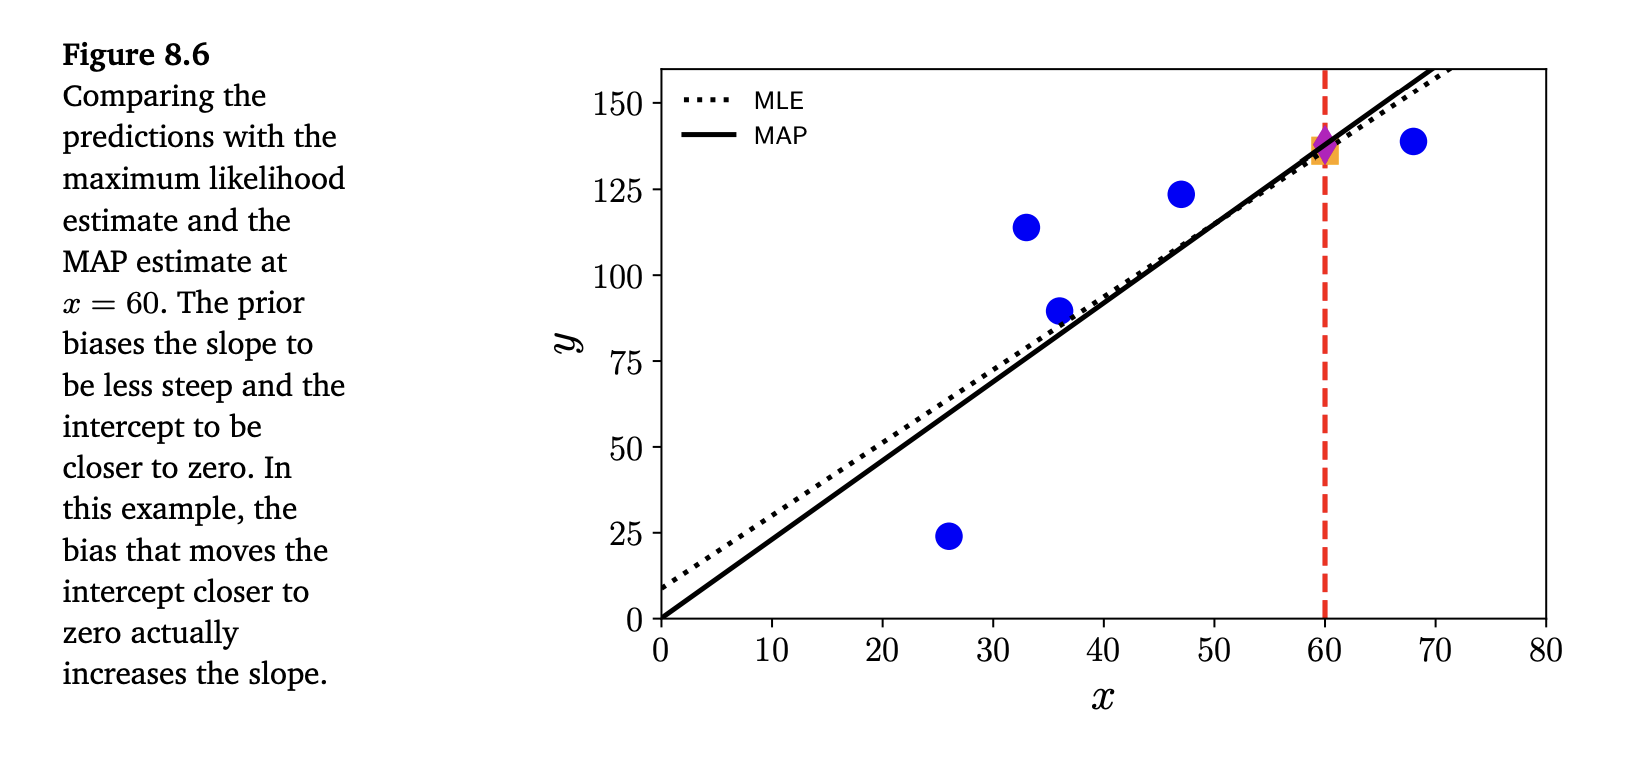 Figure 8.6
Comparing the
predictions with the
maximum likelihood
estimate and the
MAP estimate at
x = 60. The prior
biases the slope to
be less steep and the
intercept to be
closer to zero. In
this example, the
bias that moves the
intercept closer to
zero actually
increases the slope.
MLE
MAP
150
125
100
75
50
25
0
y
0 10 20 30 40 50 60 70 80
x